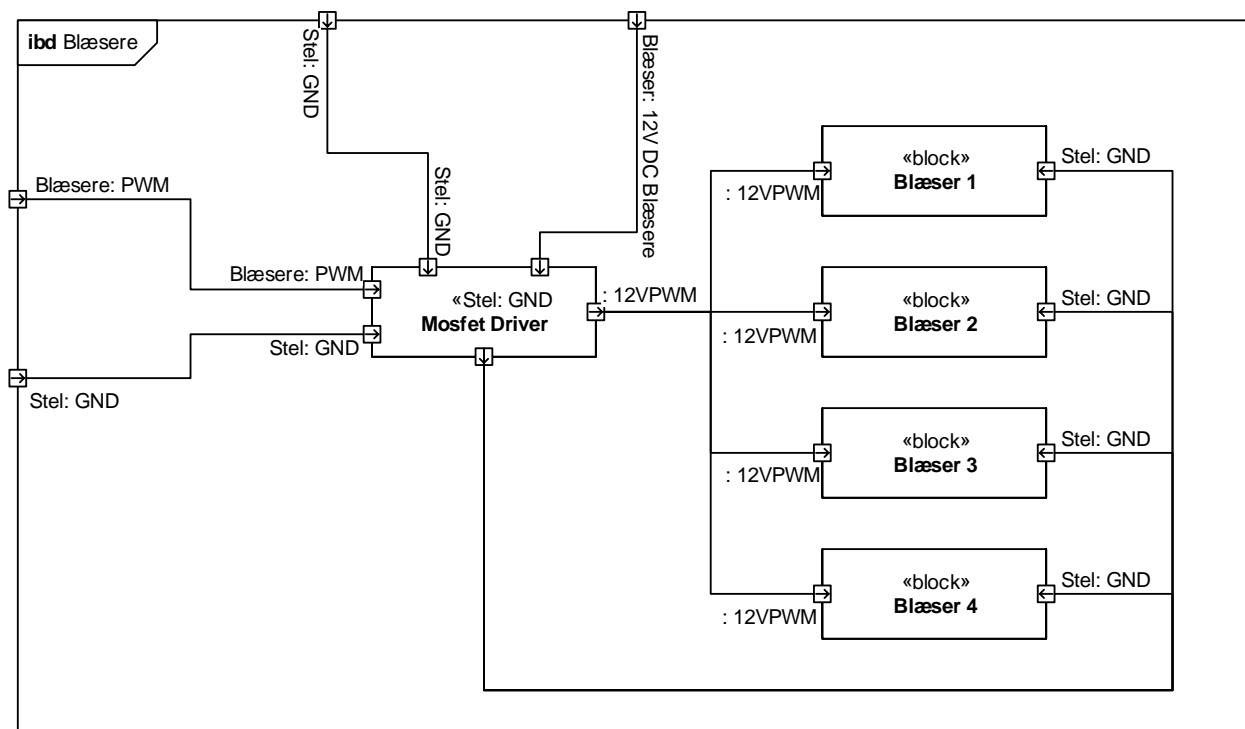 ibd Blæsere
Stel: GND
Blæser: 12V DC Blæsere
Stel: GND
Blæsere: PWM
Blæsere: PWM
Stel: GND
Stel: GND
«Stel: GND
Mosfet Driver
: 12VPWM
«block»
Blæser 1
Stel: GND
: 12VPWM
«block»
Blæser 2
Stel: GND
: 12VPWM
«block»
Blæser 3
Stel: GND
: 12VPWM
«block»
Blæser 4
Stel: GND
: 12VPWM